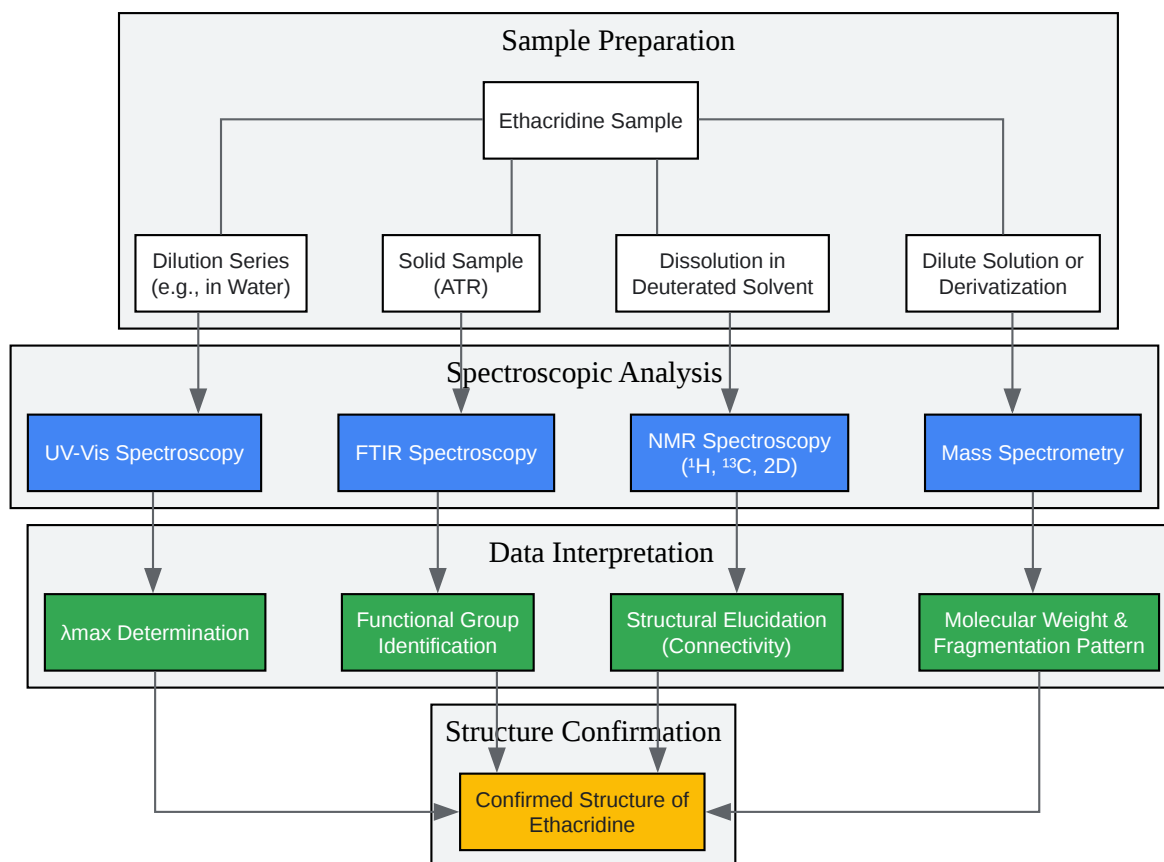 Sample Preparation
Ethacridine Sample
Dilution Series
(e.g., in Water)
Solid Sample
(ATR)
Dissolution in
Deuterated Solvent
Dilute Solution or
Derivatization
Spectroscopic Analysis
UV-Vis Spectroscopy
FTIR Spectroscopy
NMR Spectroscopy
(¹H, ¹³C, 2D)
Mass Spectrometry
Data Interpretation
λmax Determination
Functional Group
Identification
Structural Elucidation
(Connectivity)
Molecular Weight &
Fragmentation Pattern
Structure Confirmation
Confirmed Structure of
Ethacridine